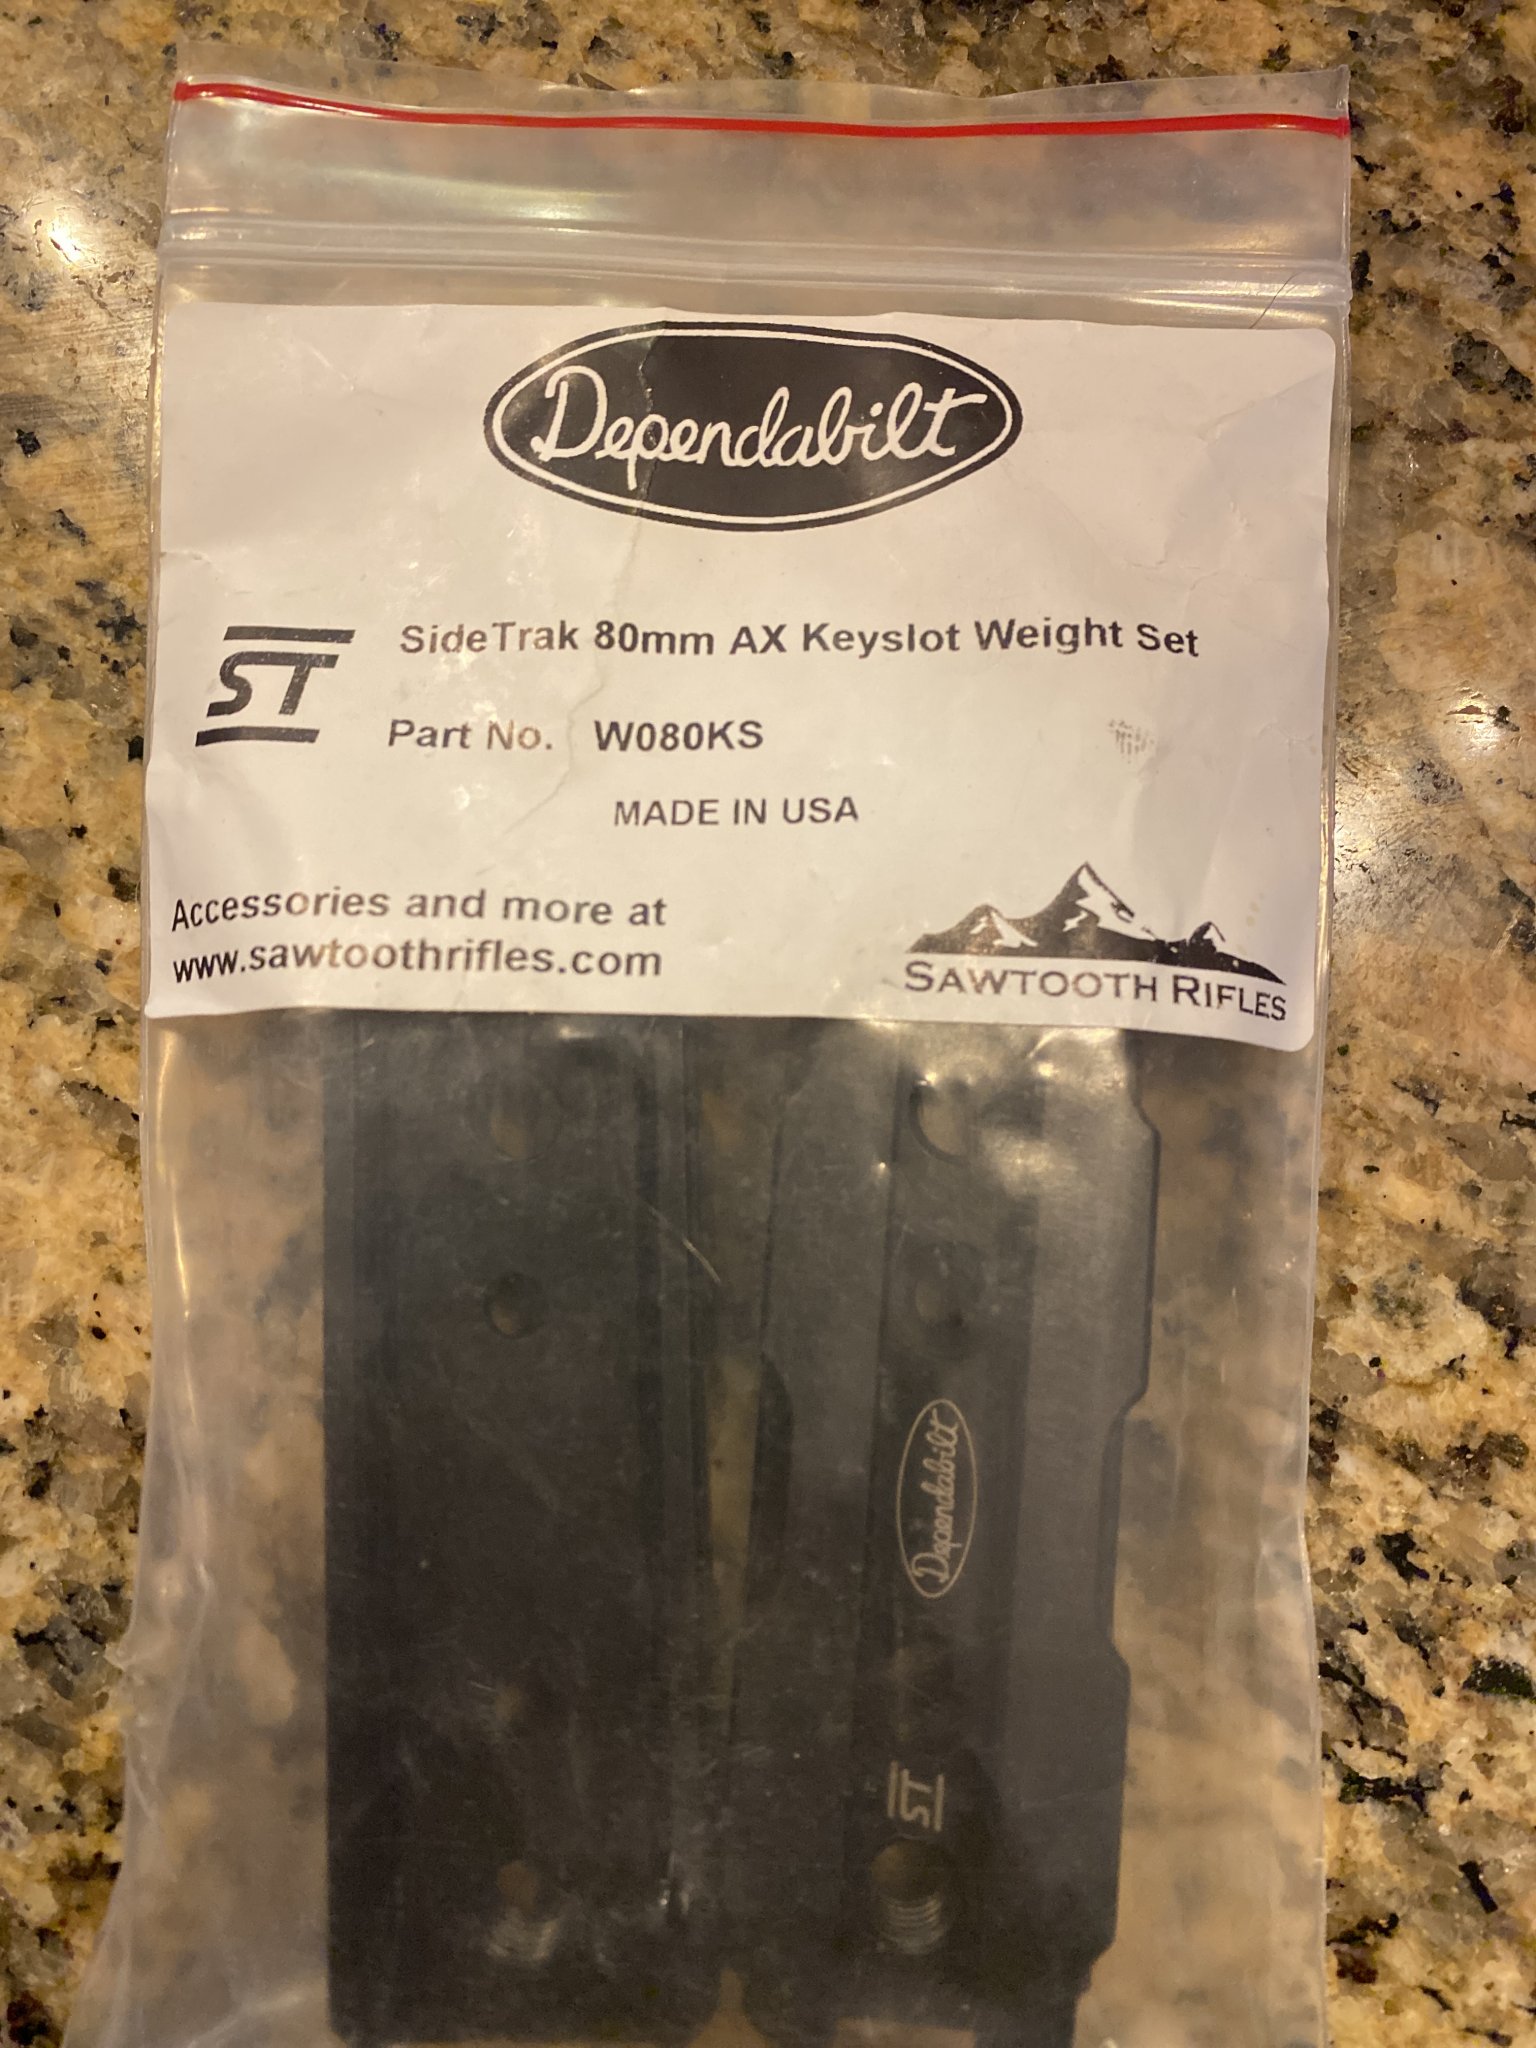 Dependabilt
ST
SideTrak 80mm AX Keyslot Weight Set
Part No. W080KS
MADE IN USA
Accessories and more at
www.sawtoothrifles.com
SAWTOOTH RIFLES
Dependabilt
ST